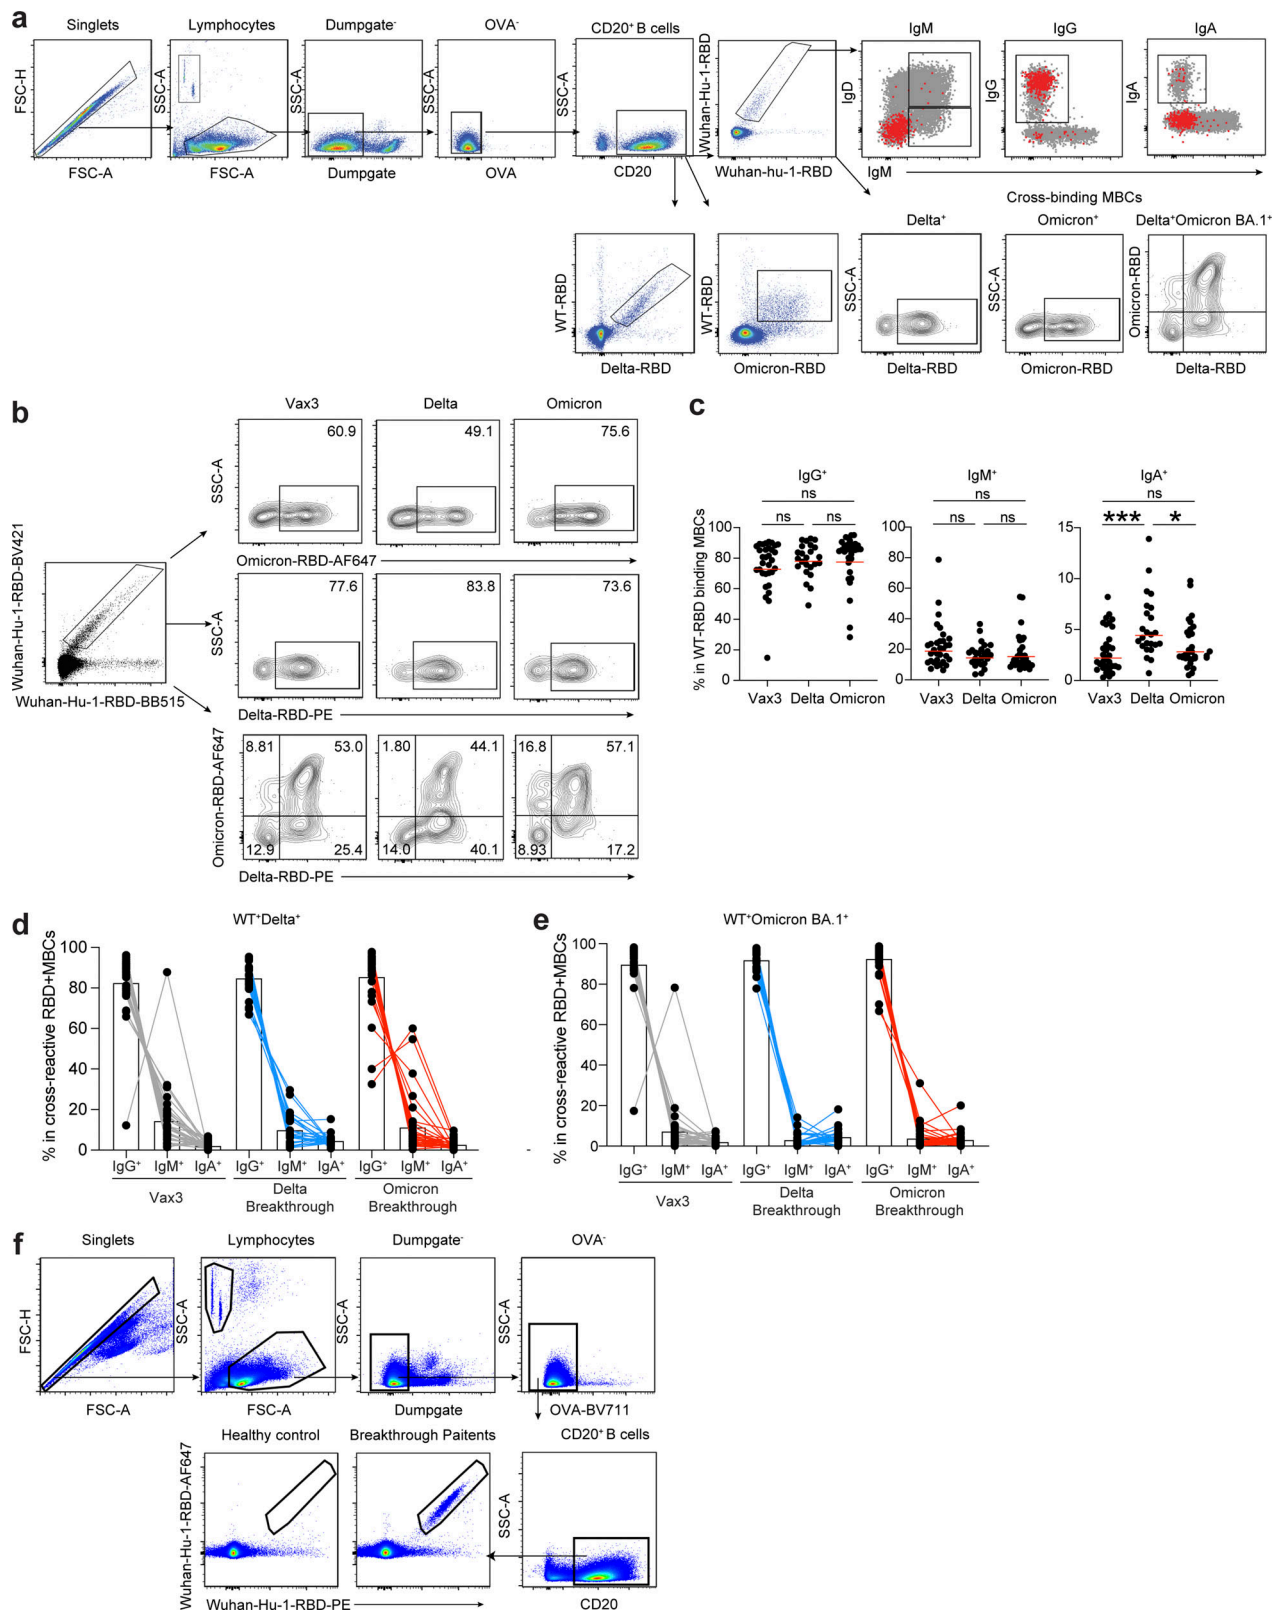 a
Singlets
Lymphocytes
Dumpgate-
OVA-
CD20+ B cells
IgM
IgG
IgA
FSC-H
SSC-A
SSC-A
SSC-A
SSC-A
Wuhan-Hu-1-RBD
IgD
IgG
IgA
FSC-A
FSC-A
Dumpgate
OVA
CD20
Wuhan-hu-1-RBD
IgM
Cross-binding MBCs
Delta+
Omicron+
Delta+Omicron BA.1+
WT-RBD
WT-RBD
SSC-A
SSC-A
Omicron-RBD
Delta-RBD
Omicron-RBD
Delta-RBD
Omicron-RBD
Delta-RBD
b
Vax3
Delta
Omicron
60.9
49.1
75.6
SSC-A
Omicron-RBD-AF647
Wuhan-Hu-1-RBD-BV421
Wuhan-Hu-1-RBD-BB515
77.6
83.8
73.6
SSC-A
Delta-RBD-PE
Omicron-RBD-AF647
8.81
53.0
1.80
44.1
16.8
57.1
12.9
25.4
14.0
40.1
8.93
17.2
Delta-RBD-PE
c
IgG+
IgM+
IgA+
ns
ns
ns
ns
ns
ns
ns
ns
***
*
% in WT-RBD binding MBCs
100
80
60
40
20
0
100
80
60
40
20
0
15
10
5
0
Vax3
Delta
Omicron
Vax3
Delta
Omicron
Vax3
Delta
Omicron
d
WT+Delta+
% in cross-reactive RBD+MBCs
100
80
60
40
20
0
IgG+
IgM+
IgA+
IgG+
IgM+
IgA+
IgG+
IgM+
IgA+
Vax3
Delta
Breakthrough
Omicron
Breakthrough
-
e
WT+Omicron BA.1+
% in cross-reactive RBD+MBCs
100
80
60
40
20
0
IgG+
IgM+
IgA+
IgG+
IgM+
IgA+
IgG+
IgM+
IgA+
Vax3
Delta
Breakthrough
Omicron
Breakthrough
f
Singlets
Lymphocytes
Dumpgate-
OVA-
FSC-H
SSC-A
SSC-A
SSC-A
FSC-A
FSC-A
Dumpgate
OVA-BV711
Healthy control
Breakthrough Paitents
CD20+ B cells
Wuhan-Hu-1-RBD-AF647
SSC-A
Wuhan-Hu-1-RBD-PE
CD20